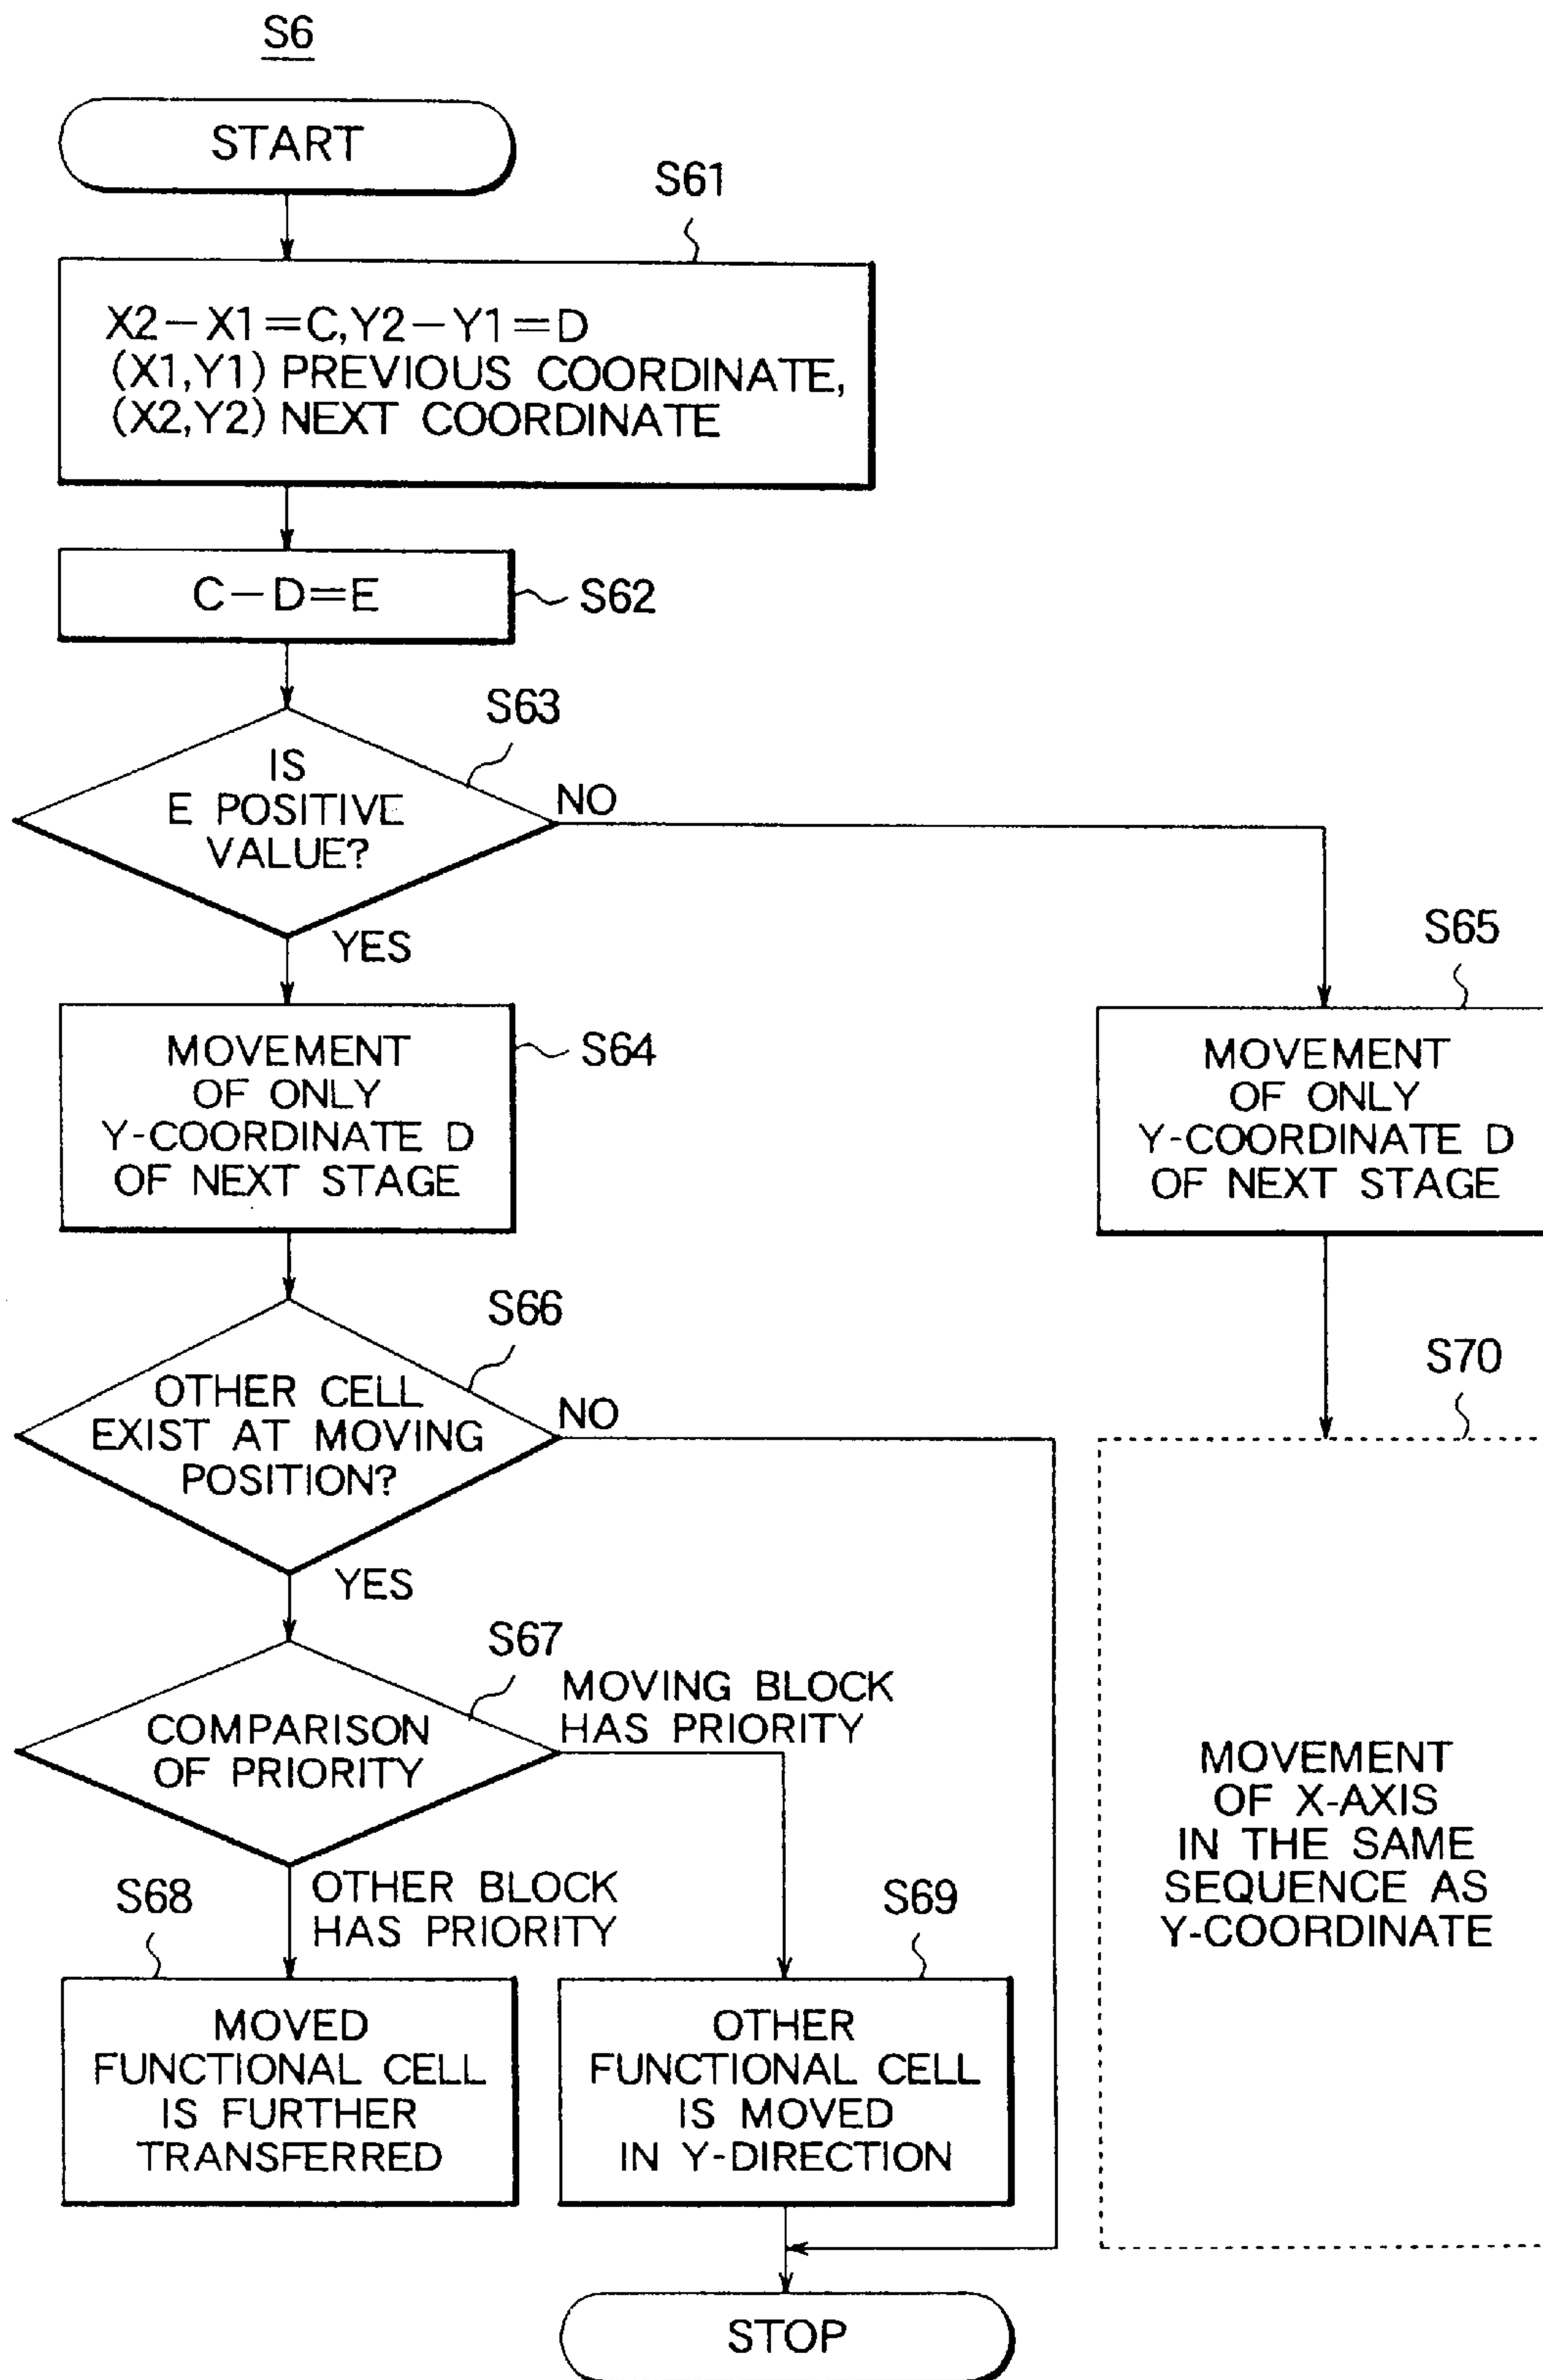 S6
START
S61
X2−X1=C,Y2−Y1=D
(X1,Y1) PREVIOUS COORDINATE,
(X2,Y2) NEXT COORDINATE
C−D=E
S62
S63
IS
E POSITIVE
VALUE?
NO
YES
S64
MOVEMENT
OF ONLY
Y-COORDINATE D
OF NEXT STAGE
S65
MOVEMENT
OF ONLY
Y-COORDINATE D
OF NEXT STAGE
S66
OTHER CELL
EXIST AT MOVING
POSITION?
NO
YES
S70
MOVEMENT
OF X-AXIS
IN THE SAME
SEQUENCE AS
Y-COORDINATE
S67
COMPARISON
OF PRIORITY
MOVING BLOCK
HAS PRIORITY
OTHER BLOCK
HAS PRIORITY
S68
MOVED
FUNCTIONAL CELL
IS FURTHER
TRANSFERRED
S69
OTHER
FUNCTIONAL CELL
IS MOVED
IN Y-DIRECTION
STOP